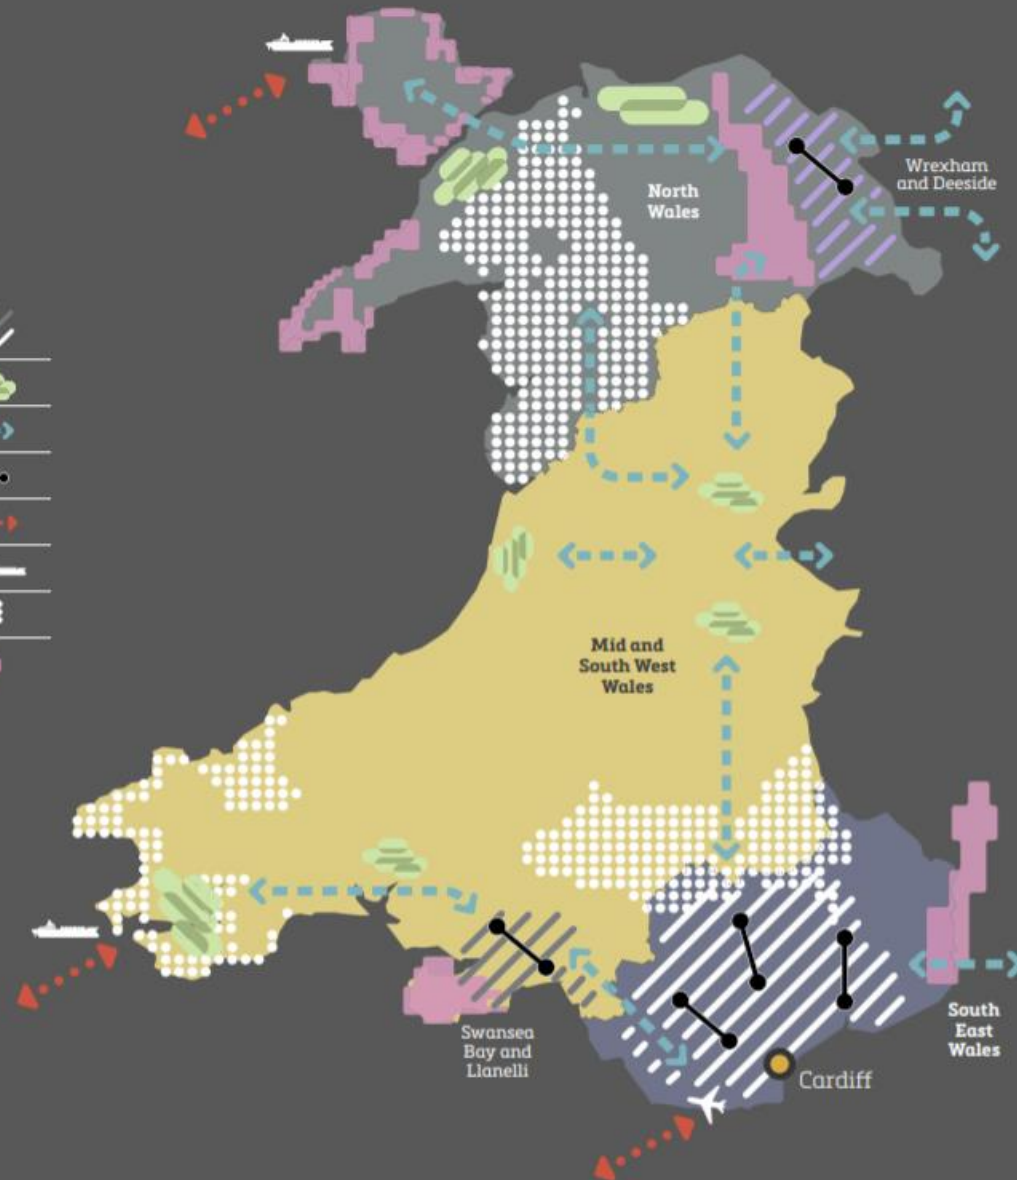 Wrexham
and Deeside
North
Wales
Mid and
South West
Wales
South
East
Wales
Swansea
Bay and
Llanelli
Cardiff